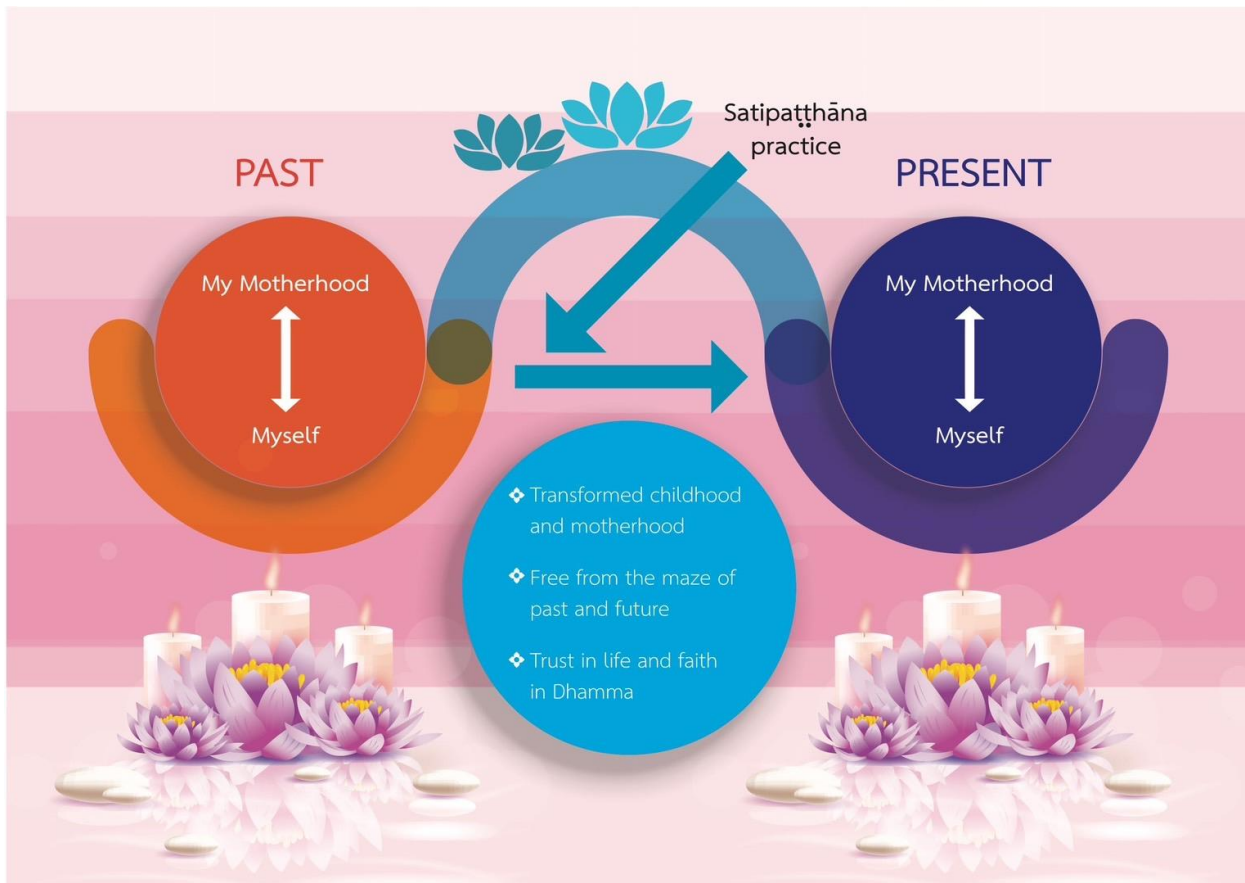 Satipaṭṭhāna
practice
PAST
PRESENT
My Motherhood
Myself
My Motherhood
Myself
Transformed childhood
and motherhood
Free from the maze of
past and future
Trust in life and faith
in Dhamma